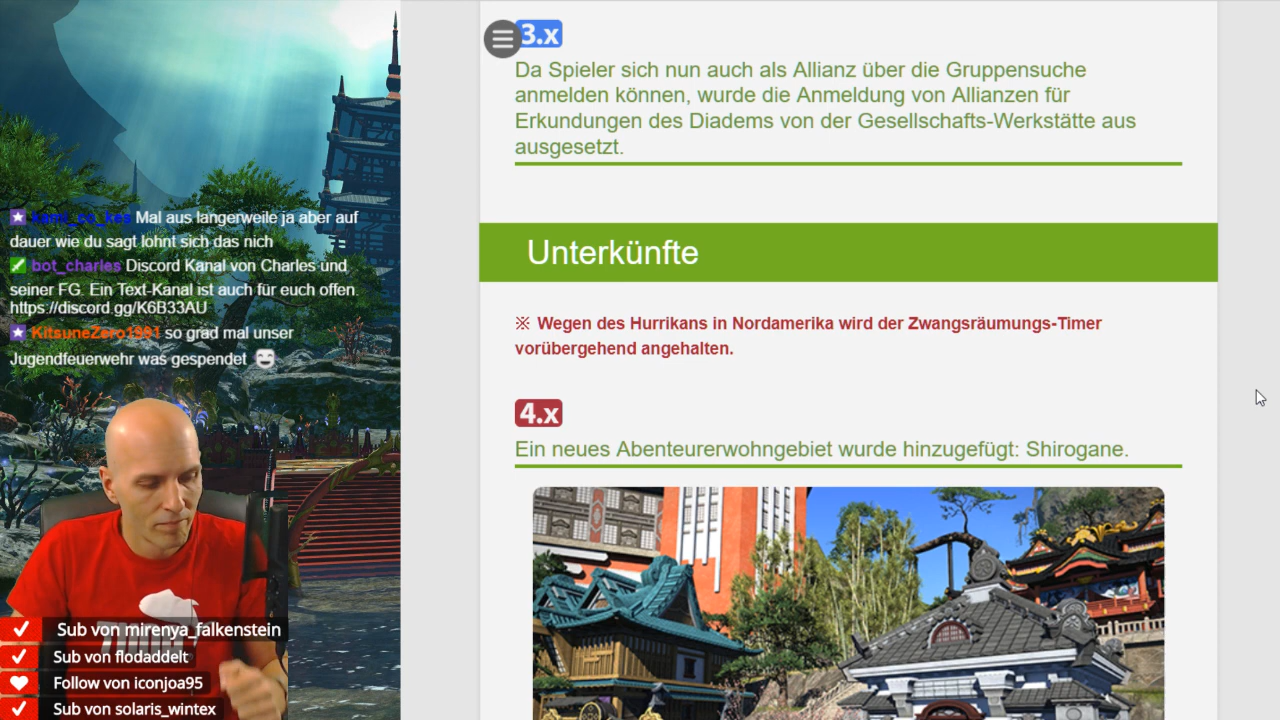 3.x
Da Spieler sich nun auch als Allianz über die Gruppensuche
anmelden können, wurde die Anmeldung von Allianzen für
Erkundungen des Diadems von der Gesellschafts-Werkstätte aus
ausgesetzt.
Unterkünfte
※ Wegen des Hurrikans in Nordamerika wird der Zwangsräumungs-Timer
vorübergehend angehalten.
4.x
Ein neues Abenteurerwohngebiet wurde hinzugefügt: Shirogane.
Mal aus langerweile ja aber auf
dauer wie du sagt lohnt sich das nich
bot_charles Discord Kanal von Charles und
seiner FG. Ein Text-Kanal ist auch für euch offen.
https://discord.gg/K6B33AU
KitsuneZero1991 so grad mal unser
Jugendfeuerwehr was gespendet
Sub von mirenya_falkenstein
Sub von flodaddelt
Follow von iconjoa95
Sub von solaris_wintex